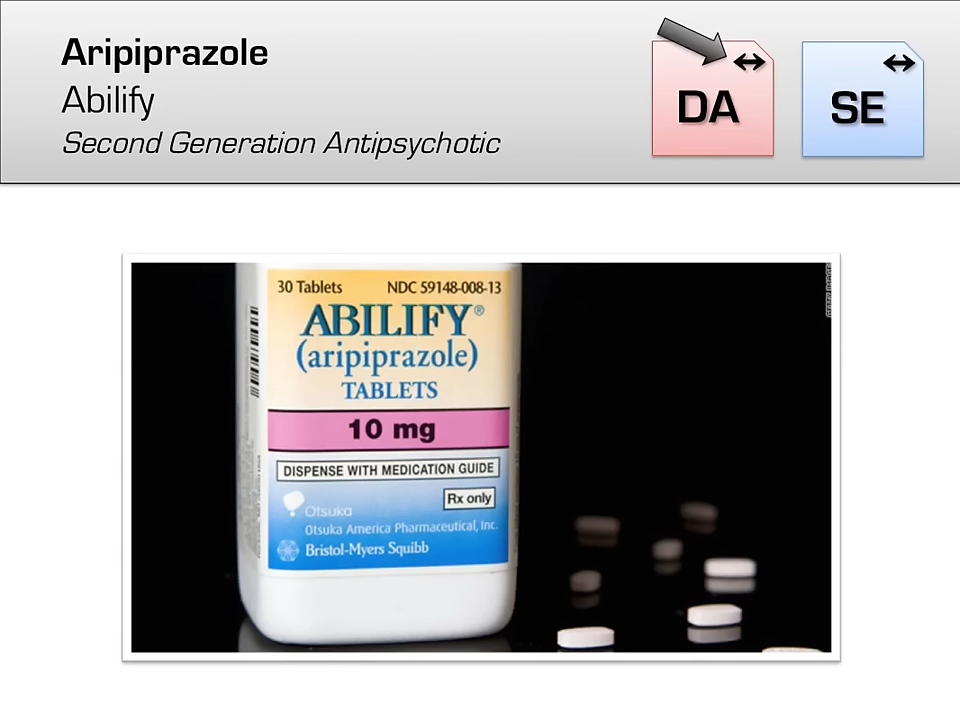 Aripiprazole
Abilify
Second Generation Antipsychotic
DA
SE
30 Tablets NDC 59148-008-13
ABILIFY®
(aripiprazole)
TABLETS
10 mg
DISPENSE WITH MEDICATION GUIDE
Rx only
Otsuka
Otsuka America Pharmaceutical, Inc.
Bristol-Myers Squibb